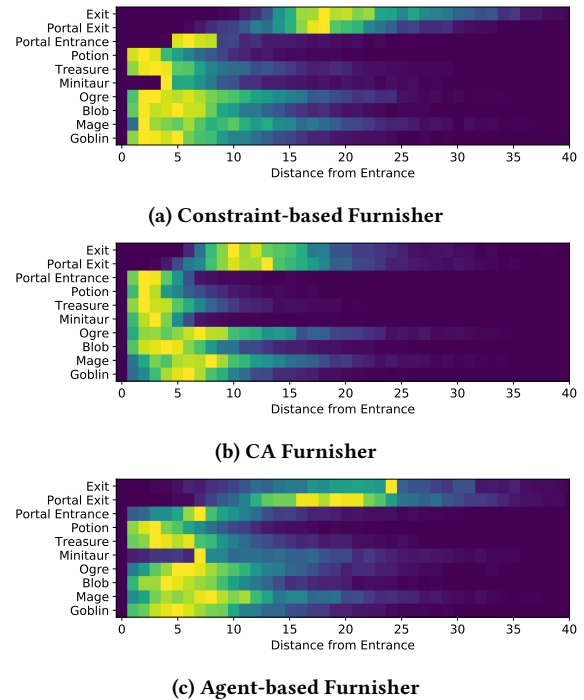 Exit
Portal Exit
Portal Entrance
Potion
Treasure
Minitaur
Ogre
Blob
Mage
Goblin
0 5 10 15 20 25 30 35 40
Distance from Entrance
(a) Constraint-based Furnisher
Exit
Portal Exit
Portal Entrance
Potion
Treasure
Minitaur
Ogre
Blob
Mage
Goblin
0 5 10 15 20 25 30 35 40
Distance from Entrance
(b) CA Furnisher
Exit
Portal Exit
Portal Entrance
Potion
Treasure
Minitaur
Ogre
Blob
Mage
Goblin
0 5 10 15 20 25 30 35 40
Distance from Entrance
(c) Agent-based Furnisher